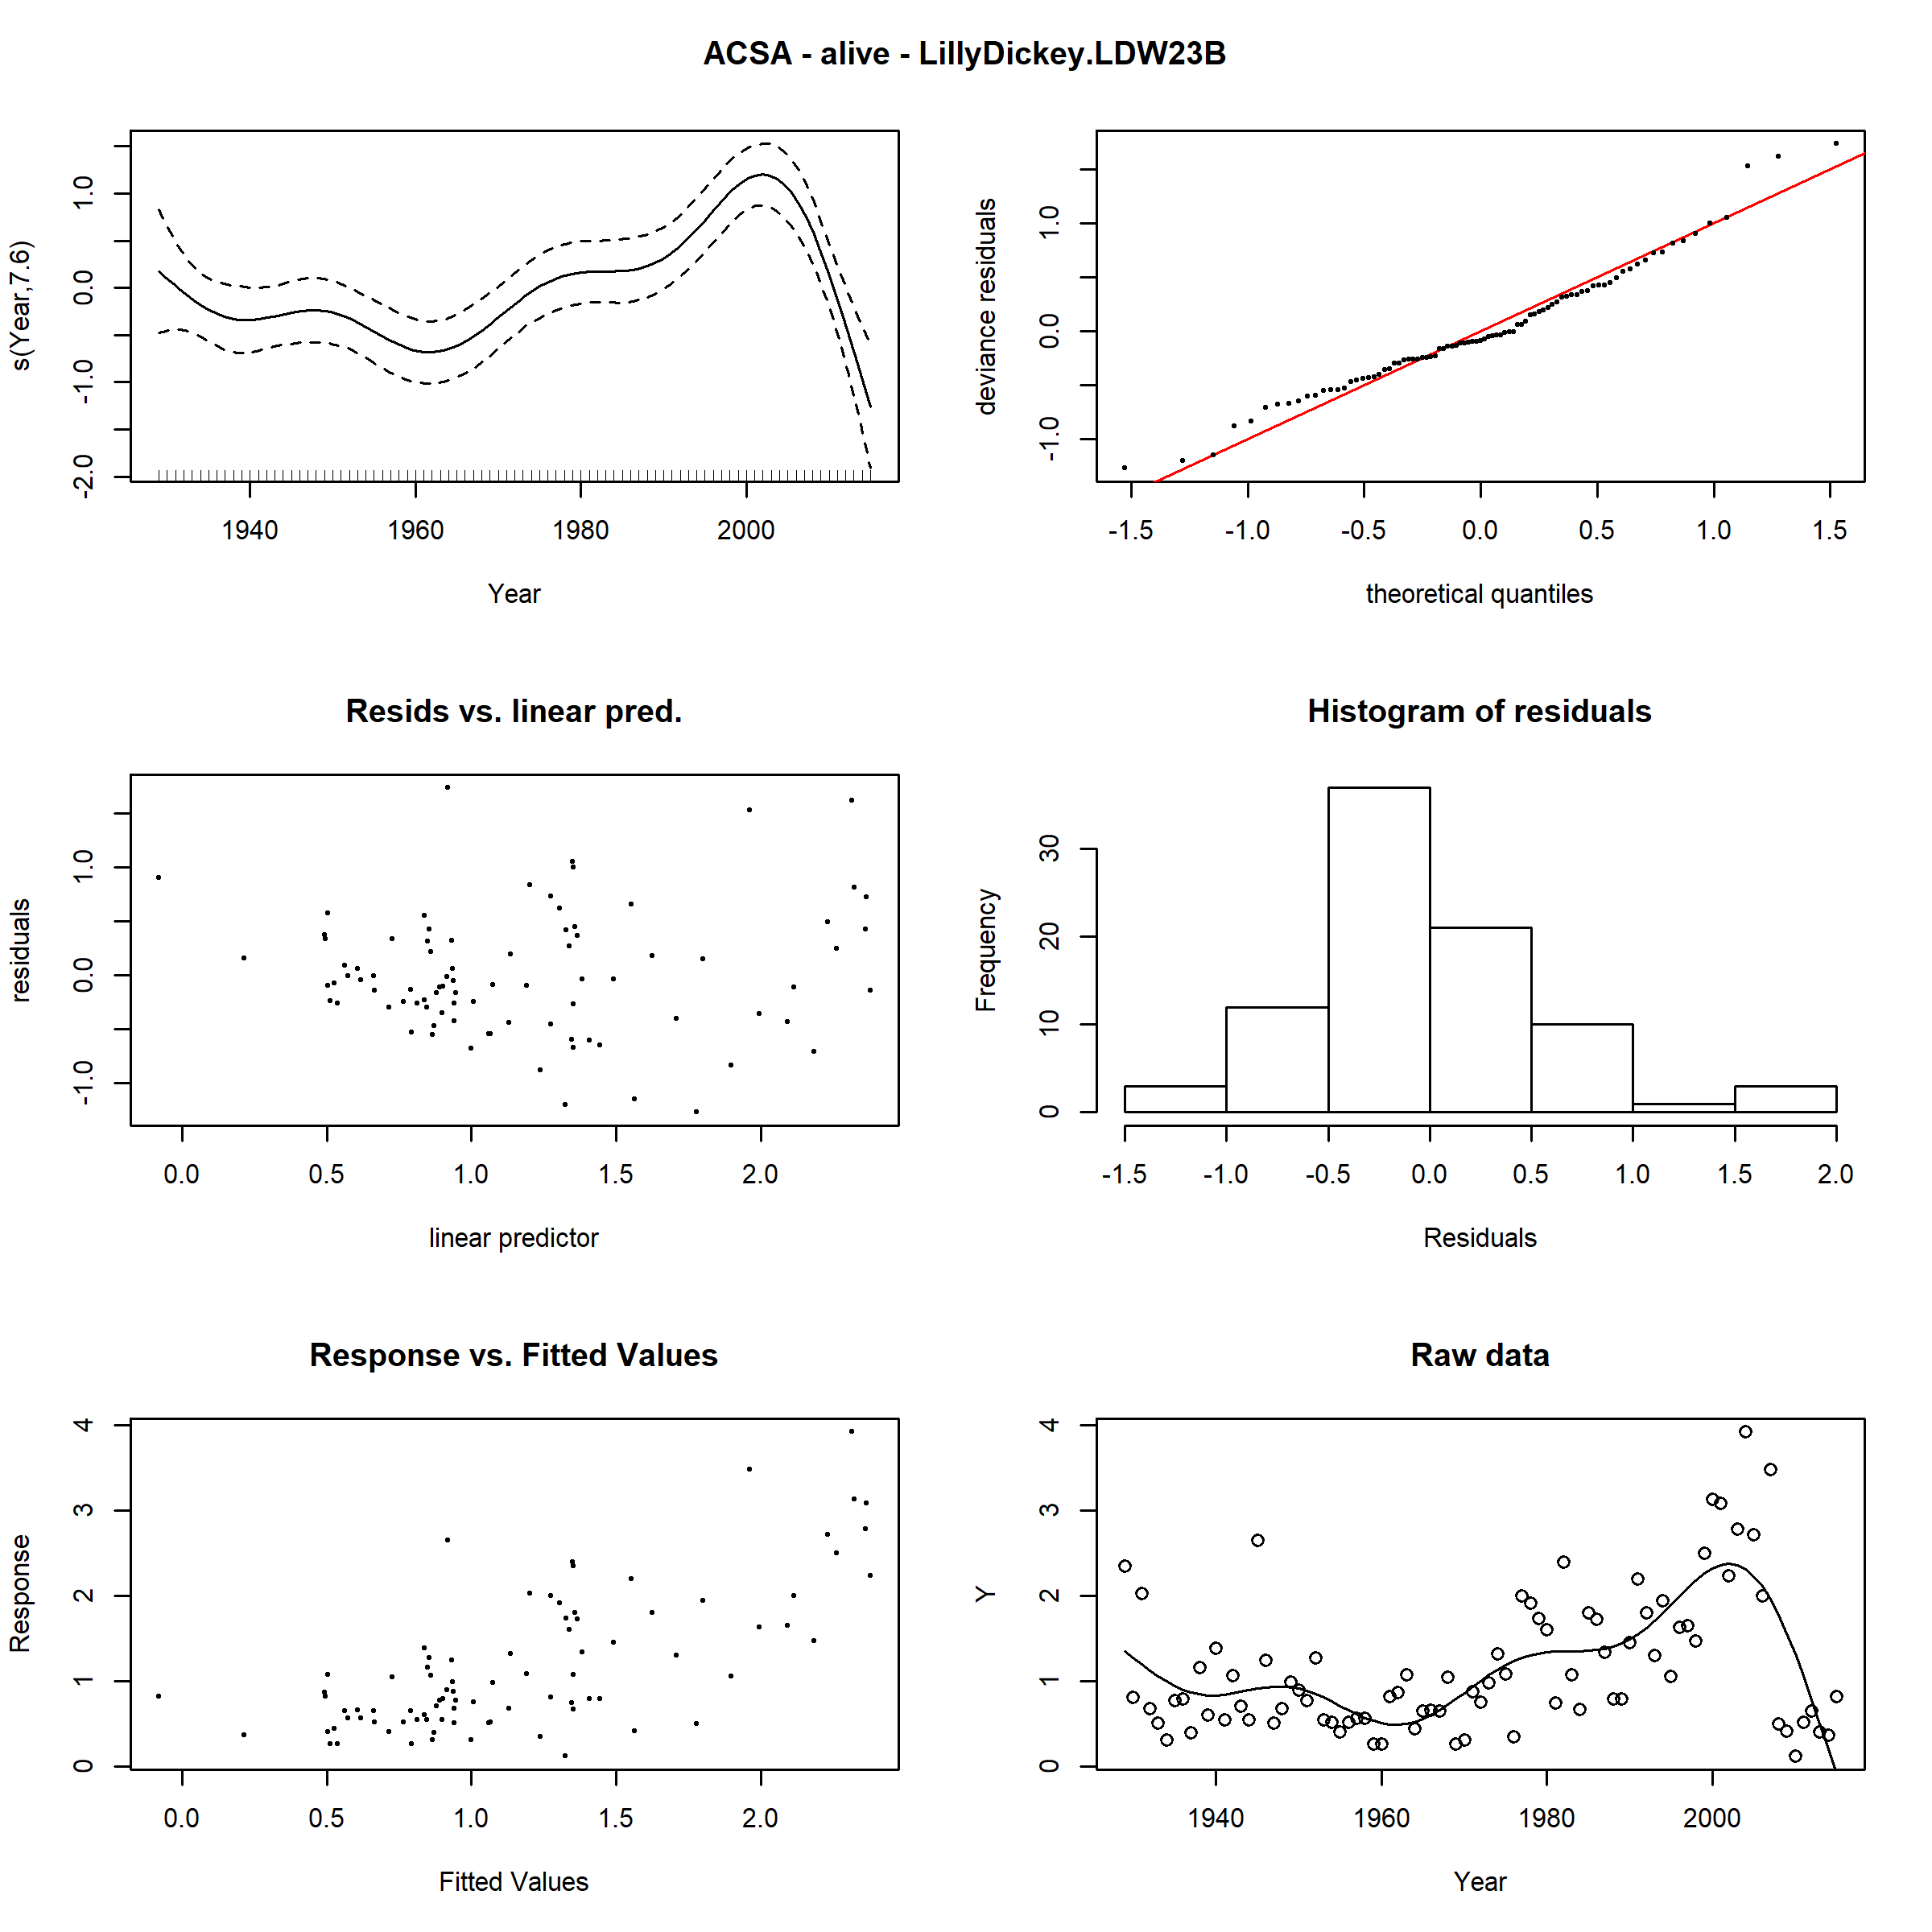 ACSA - alive - LillyDickey.LDW23B
s(Year,7.6)
-2.0 -1.0 0.0 1.0
1940 1960 1980 2000
Year
deviance residuals
-1.0 0.0 1.0
-1.5 -1.0 -0.5 0.0 0.5 1.0 1.5
theoretical quantiles
Resids vs. linear pred.
residuals
-1.0 0.0 1.0
0.0 0.5 1.0 1.5 2.0
linear predictor
Histogram of residuals
Frequency
0 10 20 30
-1.5 -1.0 -0.5 0.0 0.5 1.0 1.5 2.0
Residuals
Response vs. Fitted Values
Response
0 1 2 3 4
0.0 0.5 1.0 1.5 2.0
Fitted Values
Raw data
Y
0 1 2 3 4
1940 1960 1980 2000
Year